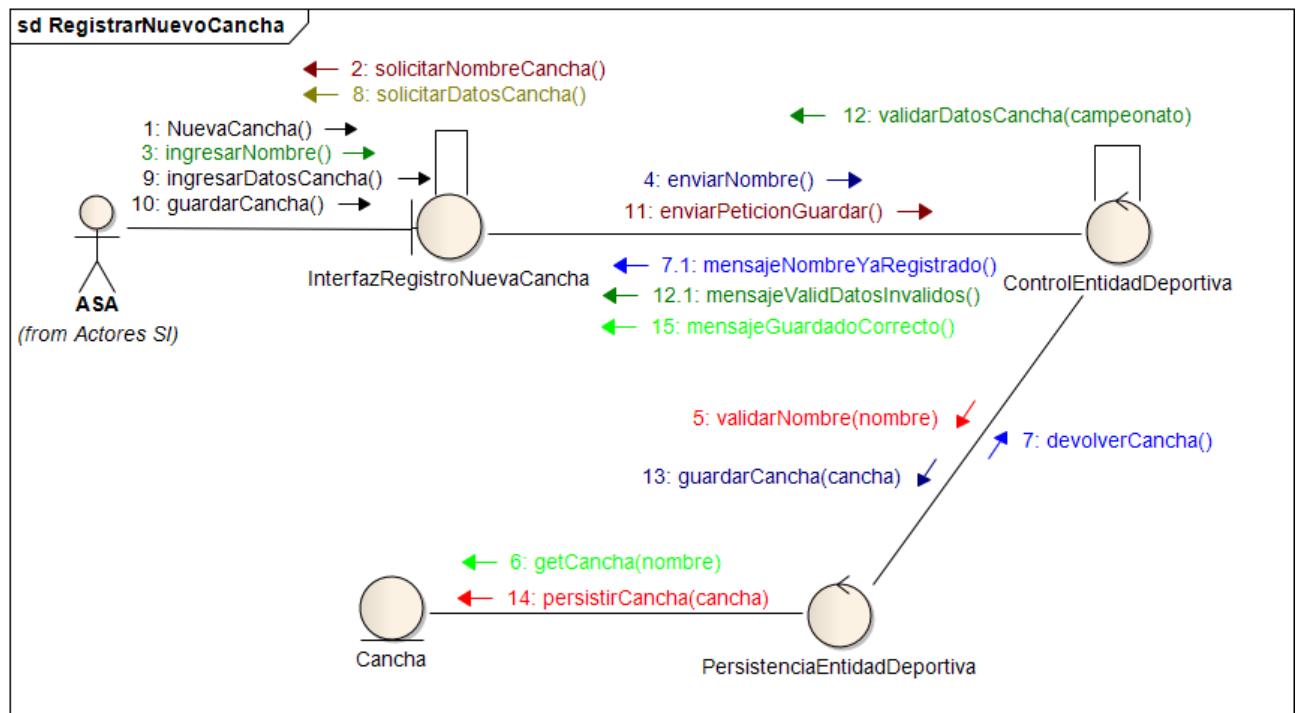 sd RegistrarNuevoCancha
2: solicitarNombreCancha()
8: solicitarDatosCancha()
12: validarDatosCancha(campeonato)
1: NuevaCancha()
3: ingresarNombre()
9: ingresarDatosCancha()
10: guardarCancha()
4: enviarNombre()
11: enviarPeticionGuardar()
InterfazRegistroNuevaCancha
7.1: mensajeNombreYaRegistrado()
12.1: mensajeValidDatosInvalidos()
15: mensajeGuardadoCorrecto()
ControlEntidadDeportiva
ASA
(from Actores SI)
5: validarNombre(nombre)
7: devolverCancha()
13: guardarCancha(cancha)
6: getCancha(nombre)
14: persistirCancha(cancha)
Cancha
PersistenciaEntidadDeportiva